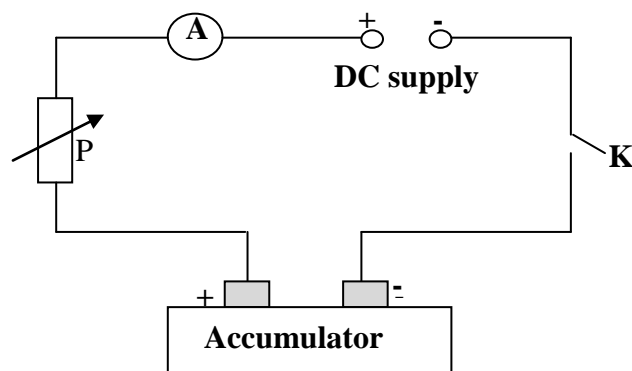 A
+ -
DC supply
P
K
+ -
Accumulator